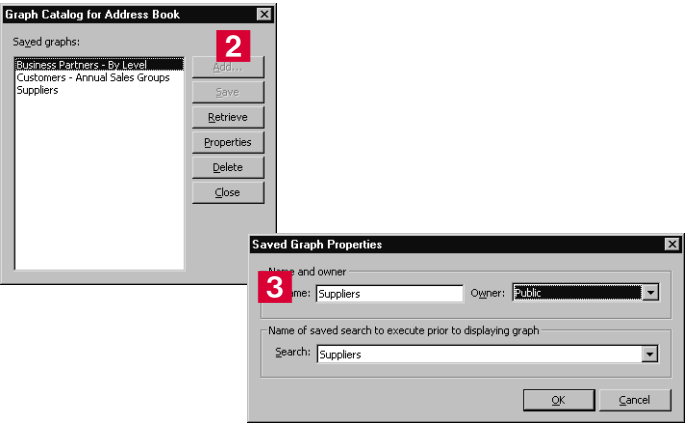 Graph Catalog for Address Book
Saved graphs:
2
Business Partners - By Level
Customers - Annual Sales Groups
Suppliers
Add...
Save
Retrieve
Properties
Delete
Close
Saved Graph Properties
Name and owner
3
ame: Suppliers Owner: Public
Name of saved search to execute prior to displaying graph
Search: Suppliers
OK Cancel